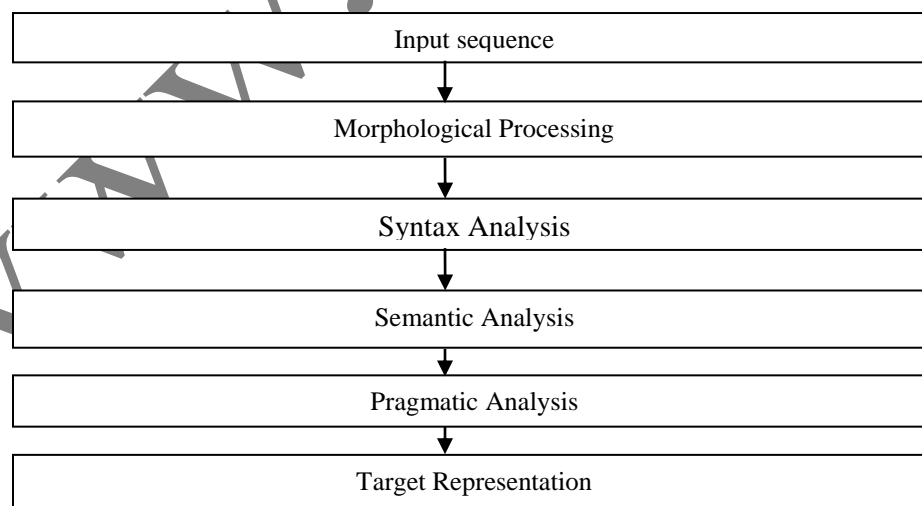 Input sequence
Morphological Processing
Syntax Analysis
Semantic Analysis
Pragmatic Analysis
Target Representation